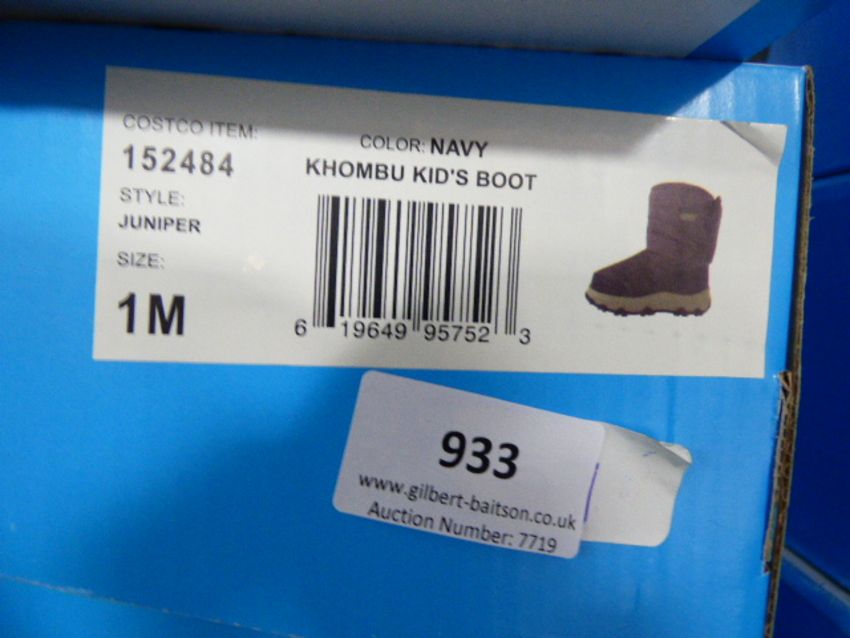 COSTCO ITEM:
152484
STYLE:
JUNIPER
SIZE:
1M
COLOR: NAVY
KHOMBU KID'S BOOT
6 19649 95752 3
933
www.gilbert-baitson.co.uk
Auction Number: 7719